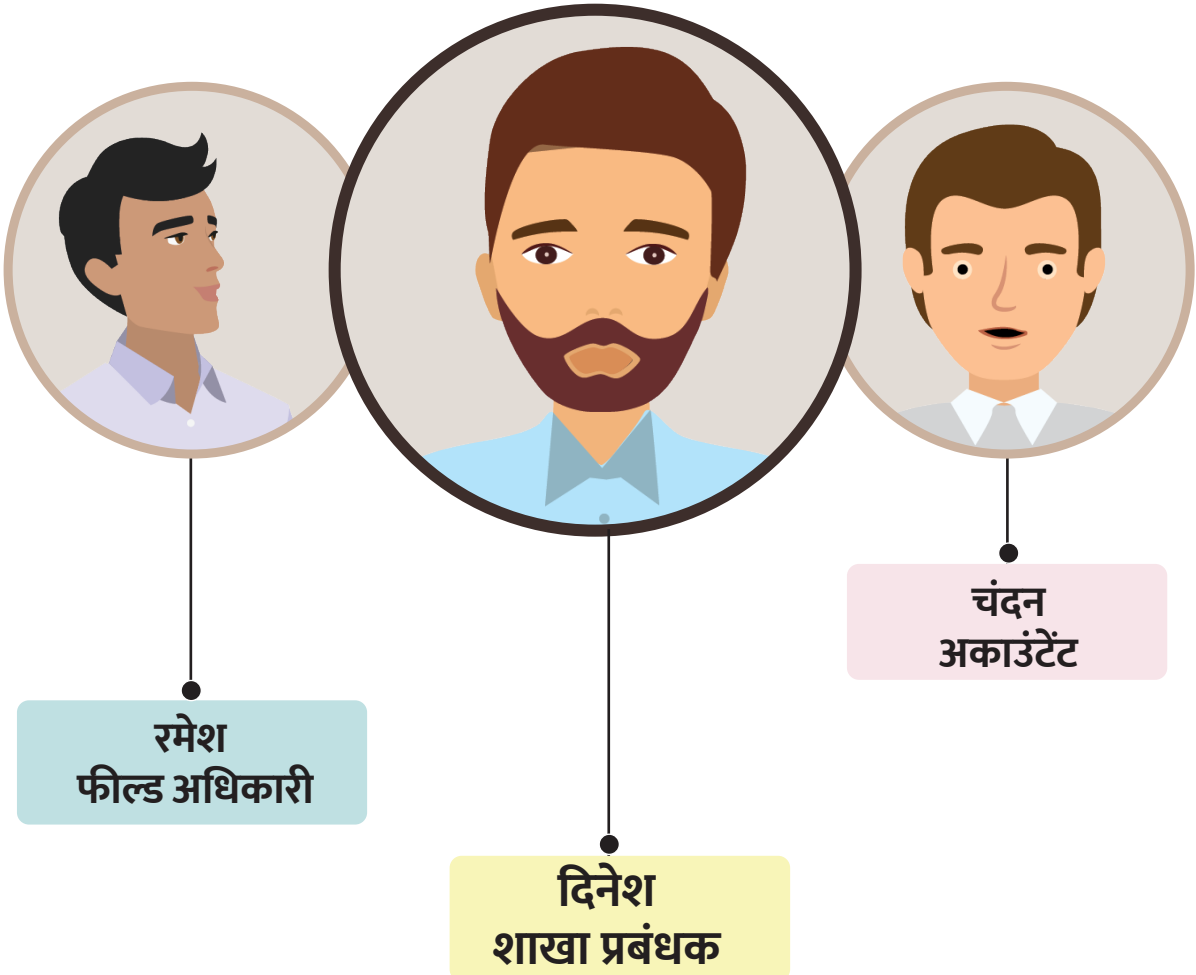 चंदन
अकाउंटेंट
रमेश
फील्ड अधिकारी
दिनेश
शाखा प्रबंधक